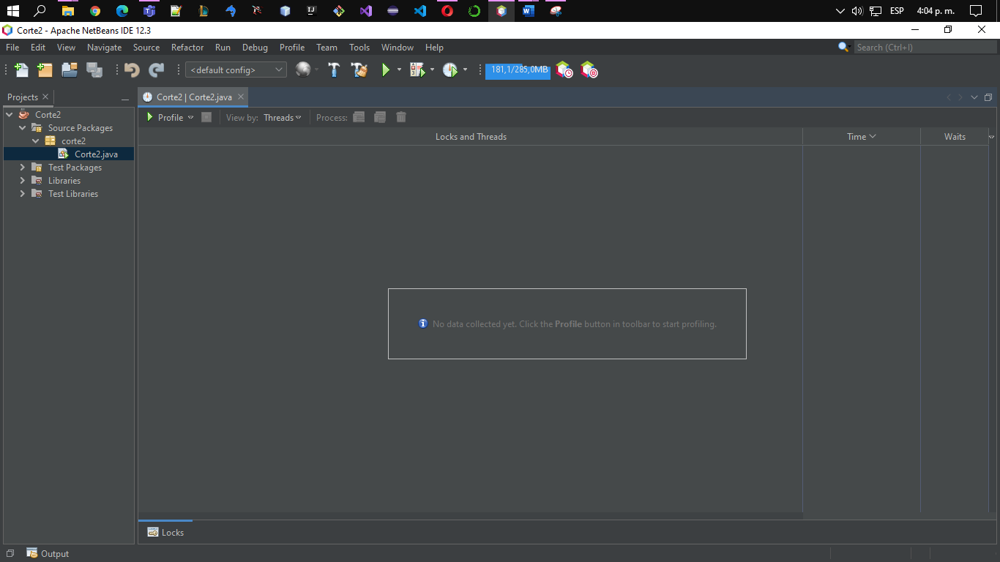 ESP 4:04 p. m.
Corte2 - Apache NetBeans IDE 12.3
File Edit View Navigate Source Refactor Run Debug Profile Team Tools Window Help Search (Ctrl+I)
<default config> 181,1/285,0MB
Projects Corte2 | Corte2.java
Corte2
Source Packages
corte2
Corte2.java
Test Packages
Libraries
Test Libraries
Profile View by: Threads Process:
Locks and Threads Time Waits
No data collected yet. Click the Profile button in toolbar to start profiling.
Locks
Output